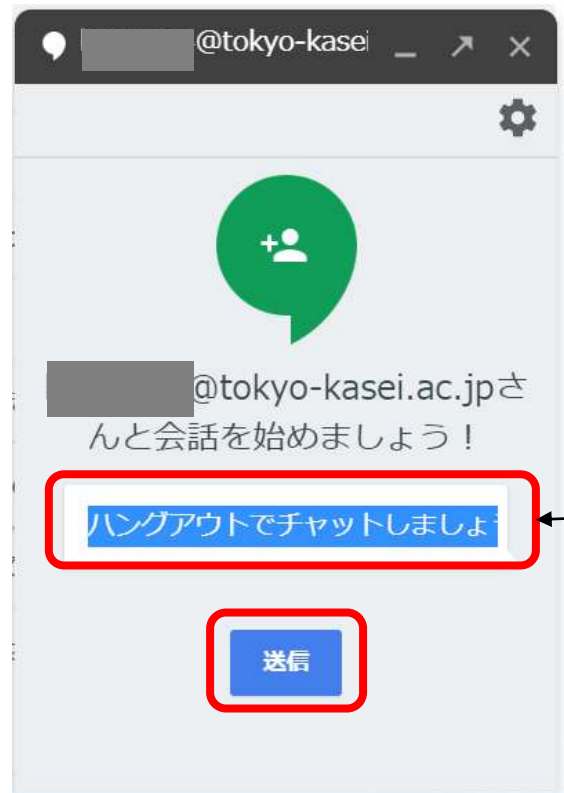 @tokyo-kasei
@tokyo-kasei.ac.jpさ
んと会話を始めましょう！
ハングアウトでチャットしましょ
送信